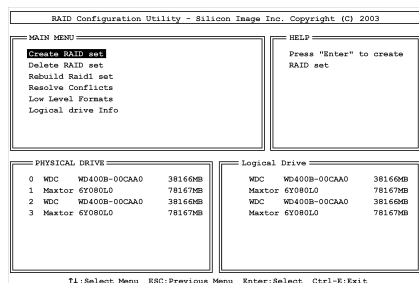 RAID Configuration Utility - Silicon Image Inc. Copyright (C) 2003
MAIN MENU
Create RAID set
Delete RAID set
Rebuild Raid1 set
Resolve Conflicts
Low Level Formats
Logical drive Info
HELP
Press "Enter" to create
RAID set
PHYSICAL DRIVE
0 WDC WD400B-00CAA0 38166MB
1 Maxtor 6Y080L0 78167MB
2 WDC WD400B-00CAA0 38166MB
3 Maxtor 6Y080L0 78167MB
Logical Drive
WDC WD400B-00CAA0 38166MB
Maxtor 6Y080L0 78167MB
WDC WD400B-00CAA0 38166MB
Maxtor 6Y080L0 78167MB
↑↓:Select Menu ESC:Previous Menu Enter:Select Ctrl-E:Exit